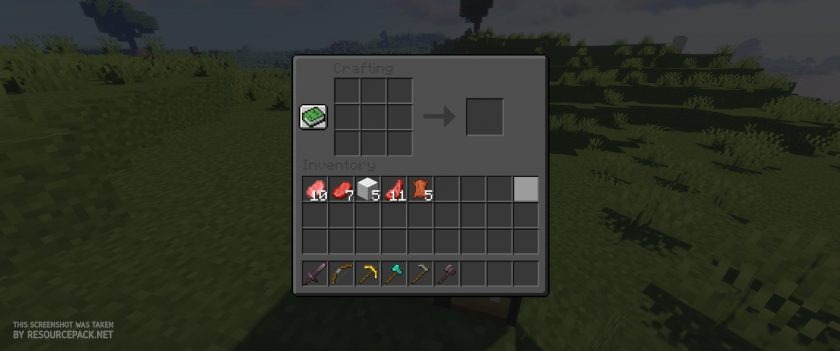 Crafting
Inventory
10
7
5
11
5
THIS SCREENSHOT WAS TAKEN
BY RESOURCEPACK.NET